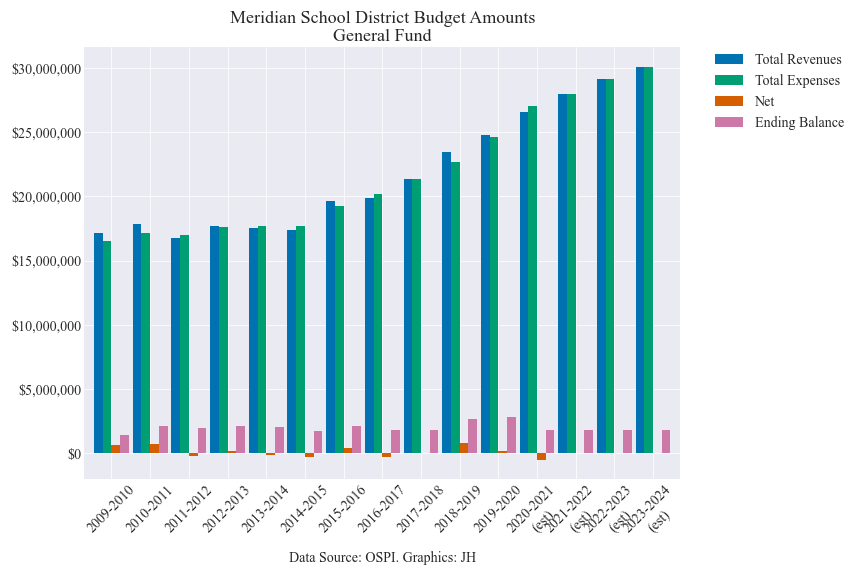 Meridian School District Budget Amounts
General Fund
$30,000,000
$25,000,000
$20,000,000
$15,000,000
$10,000,000
$5,000,000
$0
Total Revenues
Total Expenses
Net
Ending Balance
2009-2010
2010-2011
2011-2012
2012-2013
2013-2014
2014-2015
2015-2016
2016-2017
2017-2018
2018-2019
2019-2020
2020-2021
(est)
2021-2022
(est)
2022-2023
(est)
2023-2024
(est)
Data Source: OSPI. Graphics: JH